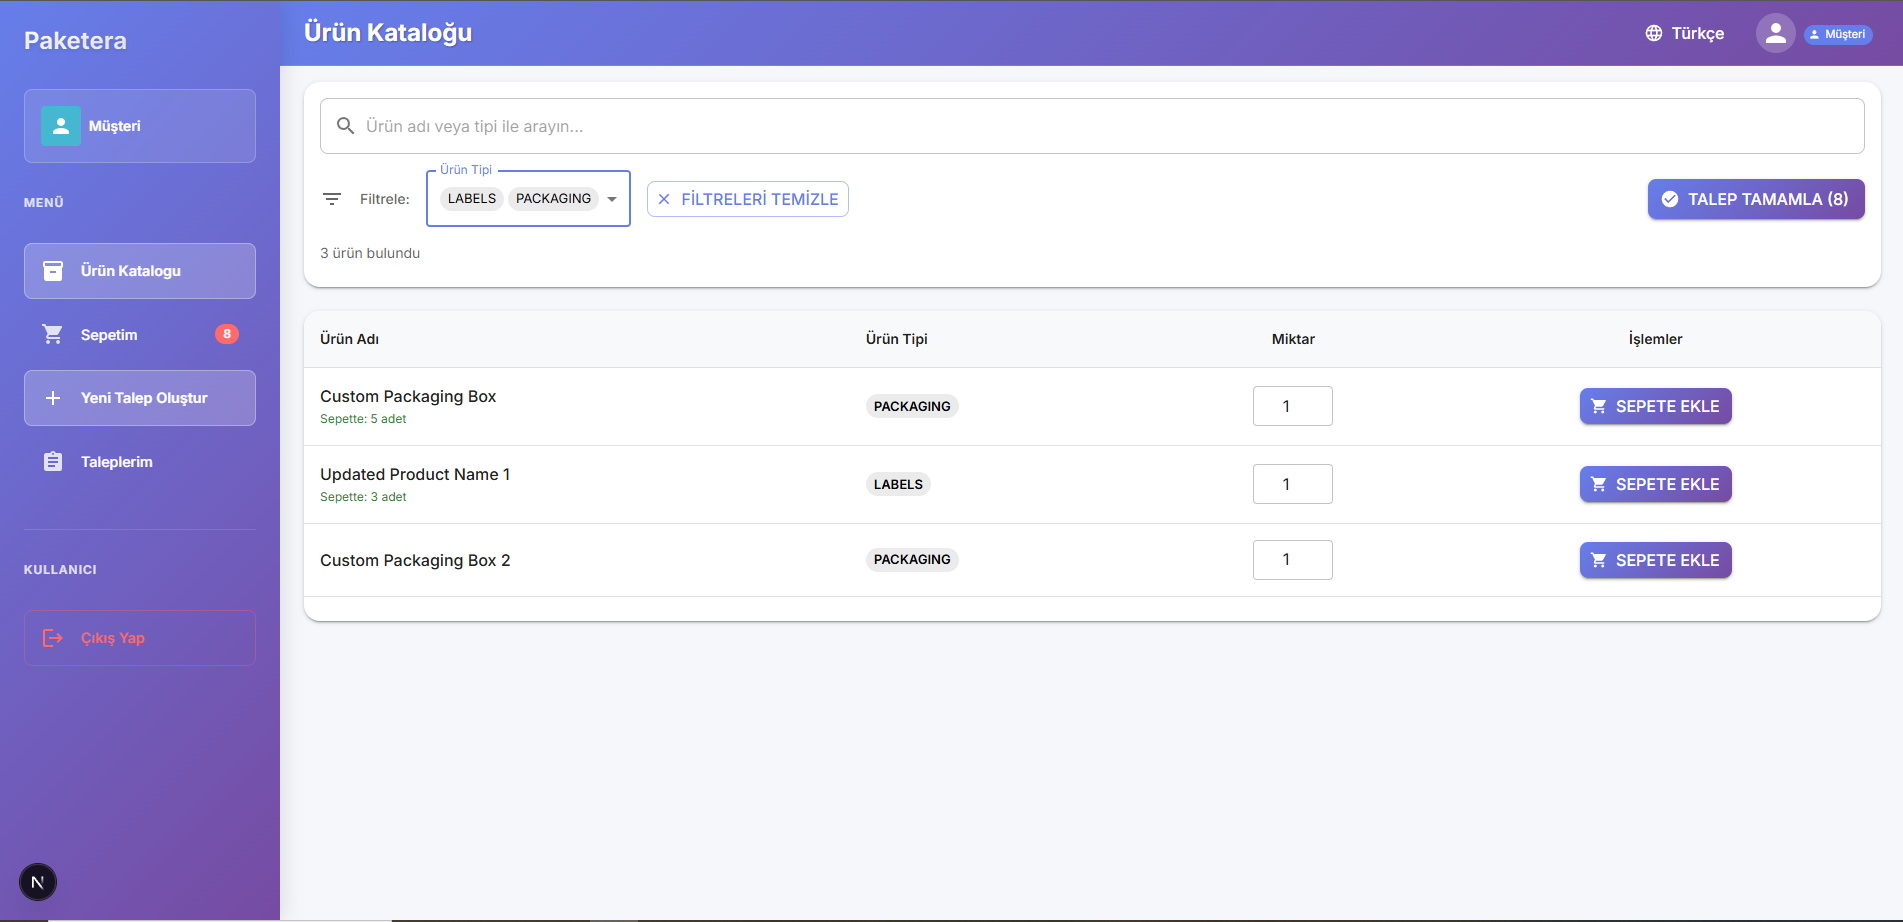 Paketera
Müşteri
MENÜ
Ürün Katalogu
Sepetim 8
Yeni Talep Oluştur
Taleplerim
KULLANICI
Çıkış Yap
N
Ürün Kataloğu
Türkçe
Müşteri
Ürün adı veya tipi ile arayın...
Ürün Tipi
Filtrele: LABELS PACKAGING FİLTRELERİ TEMİZLE TALEP TAMAMLA (8)
3 ürün bulundu
Ürün Adı Ürün Tipi Miktar İşlemler
Custom Packaging Box PACKAGING 1 SEPETE EKLE
Sepette: 5 adet
Updated Product Name 1 LABELS 1 SEPETE EKLE
Sepette: 3 adet
Custom Packaging Box 2 PACKAGING 1 SEPETE EKLE